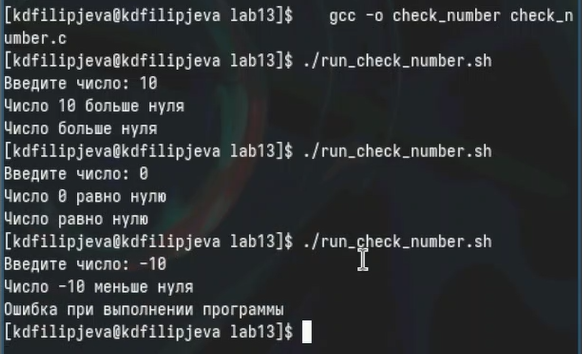 [kdfilipjeva@kdfilipjeva lab13]$    gcc -o check_number check_n
umber.c
[kdfilipjeva@kdfilipjeva lab13]$ ./run_check_number.sh
Введите число: 10
Число 10 больше нуля
Число больше нуля
[kdfilipjeva@kdfilipjeva lab13]$ ./run_check_number.sh
Введите число: 0
Число 0 равно нулю
Число равно нулю
[kdfilipjeva@kdfilipjeva lab13]$ ./run_check_number.sh
Введите число: -10
Число -10 меньше нуля
Ошибка при выполнении программы
[kdfilipjeva@kdfilipjeva lab13]$